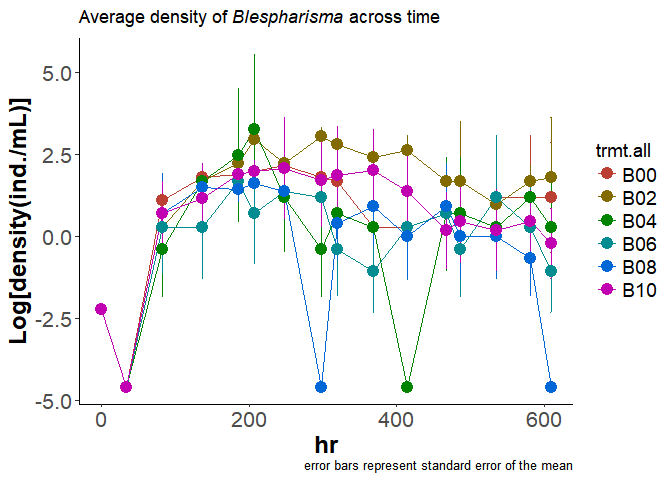 Average density of Blespharisma across time
Log[density(ind./mL)]
5.0
2.5
0.0
-2.5
-5.0
0
200
400
600
hr
error bars represent standard error of the mean
trmt.all
B00
B02
B04
B06
B08
B10